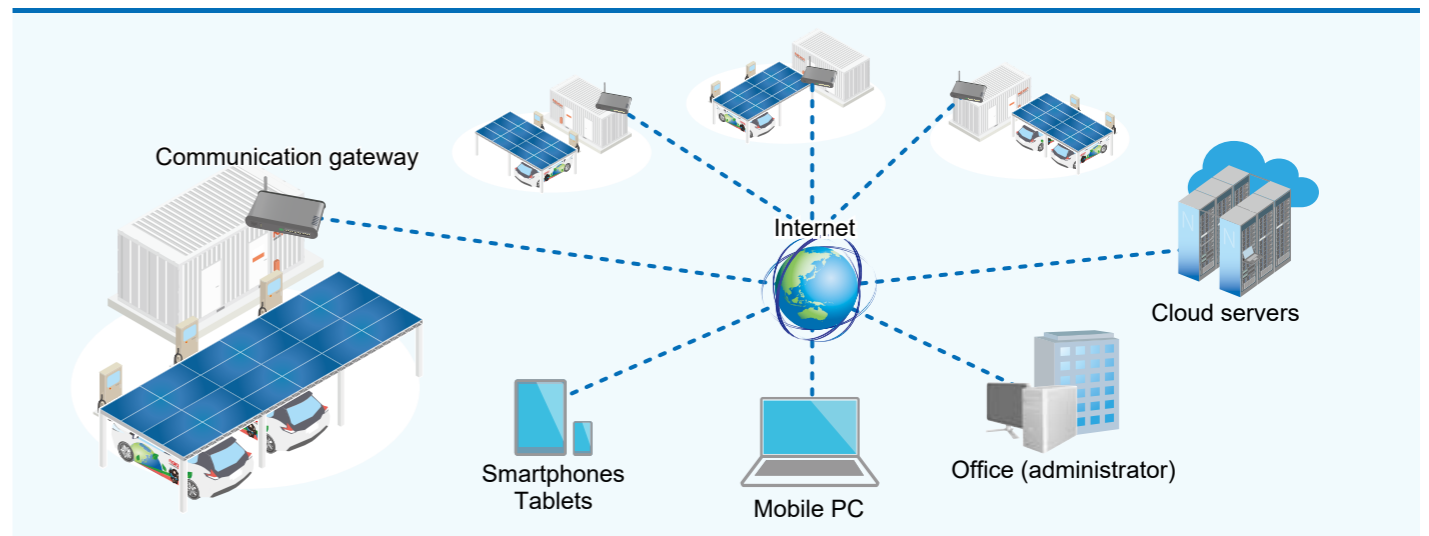 Communication gateway
Internet
Cloud servers
Smartphones
Tablets
Mobile PC
Office (administrator)
N
N